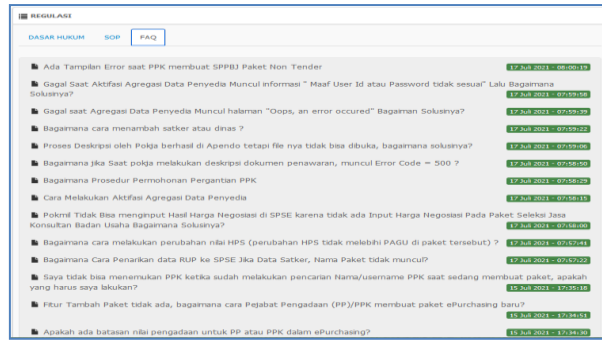 REGULASI
DASAR HUKUM SOP FAQ
Ada Tampilan Error saat PPK membuat SPPBJ Paket Non Tender 17 Juli 2021 - 08:00:19
Gagal Saat Aktifasi Agregasi Data Penyedia Muncul informasi " Maaf User Id atau Password tidak sesuai" Lalu Bagaimana
Solusinya? 17 Juli 2021 - 07:59:58
Gagal saat Agregasi Data Penyedia Muncul halaman "Oops, an error occured" Bagaiman Solusinya? 17 Juli 2021 - 07:59:39
Bagaimana cara menambah satker atau dinas ? 17 Juli 2021 - 07:59:22
Proses Deskripsi oleh Pokja berhasil di Apendo tetapi file nya tidak bisa dibuka, bagaimana solusinya? 17 Juli 2021 - 07:59:06
Bagaimana jika Saat pokja melakukan deskripsi dokumen penawaran, muncul Error Code = 500 ? 17 Juli 2021 - 07:58:50
Bagaimana Prosedur Permohonan Pergantian PPK 17 Juli 2021 - 07:58:29
Cara Melakukan Aktifasi Agregasi Data Penyedia 17 Juli 2021 - 07:58:15
Pokmil Tidak Bisa menginput Hasil Harga Negosiasi di SPSE karena tidak ada Input Harga Negosiasi Pada Paket Seleksi Jasa
Konsultan Badan Usaha Bagaimana Solusinya? 17 Juli 2021 - 07:58:00
Bagaimana cara melakukan perubahan nilai HPS (perubahan HPS tidak melebihi PAGU di paket tersebut) ? 17 Juli 2021 - 07:57:41
Bagaimana Cara Penarikan data RUP ke SPSE Jika Data Satker, Nama Paket tidak muncul? 17 Juli 2021 - 07:57:22
Saya tidak bisa menemukan PPK ketika sudah melakukan pencarian Nama/username PPK saat sedang membuat paket, apakah
yang harus saya lakukan? 15 Juli 2021 - 17:35:18
Fitur Tambah Paket tidak ada, bagaimana cara Pejabat Pengadaan (PP)/PPK membuat paket ePurchasing baru?
15 Juli 2021 - 17:34:51
Apakah ada batasan nilai pengadaan untuk PP atau PPK dalam ePurchasing? 15 Juli 2021 - 17:34:30